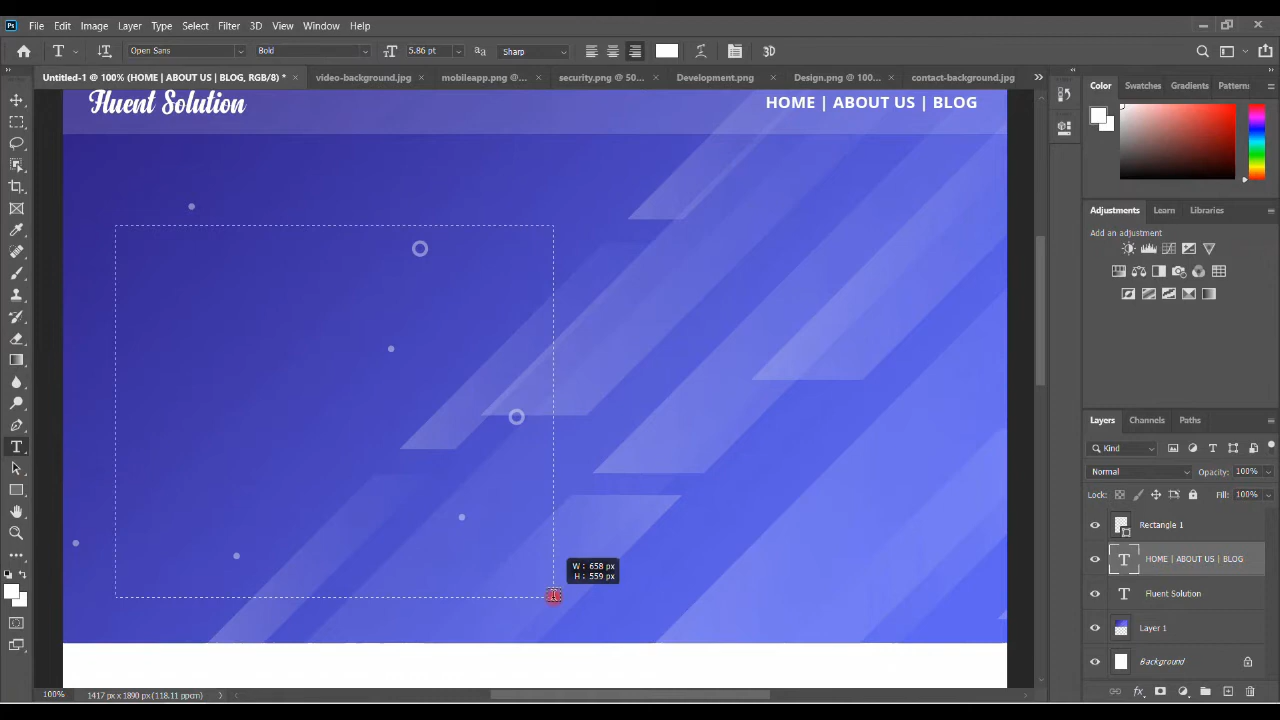 Ps File Edit Image Layer Type Select Filter 3D View Window Help
T Open Sans Bold 5.86 pt aa Sharp 3D
Untitled-1 @ 100% (HOME | ABOUT US | BLOG, RGB/8) * × video-background.jpg × mobileapp.png @... × security.png @ 50... × Development.png × Design.png @ 100... × contact-background.jpg »
Fluent Solution HOME | ABOUT US | BLOG
Color Swatches Gradients Patterns
Adjustments Learn Libraries
Add an adjustment
Layers Channels Paths
Kind
Normal Opacity: 100%
Lock: Fill: 100%
Rectangle 1
T HOME | ABOUT US | BLOG
T Fluent Solution
Layer 1
Background
W: 658 px
H: 559 px
100% 1417 px x 1890 px (118.11 ppcm)
fx